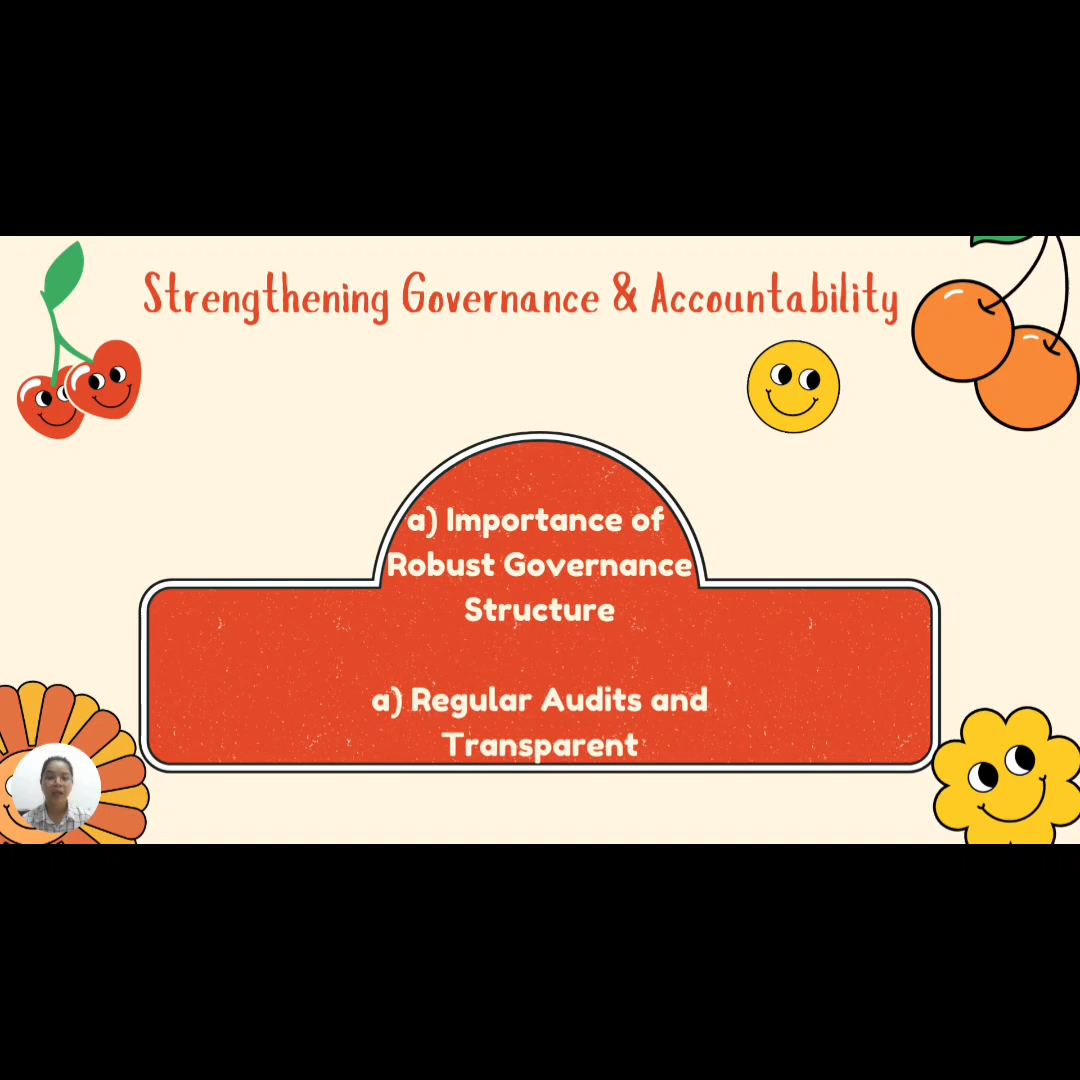 Strengthening Governance & Accountability
a) Importance of
Robust Governance
Structure
a) Regular Audits and
Transparent